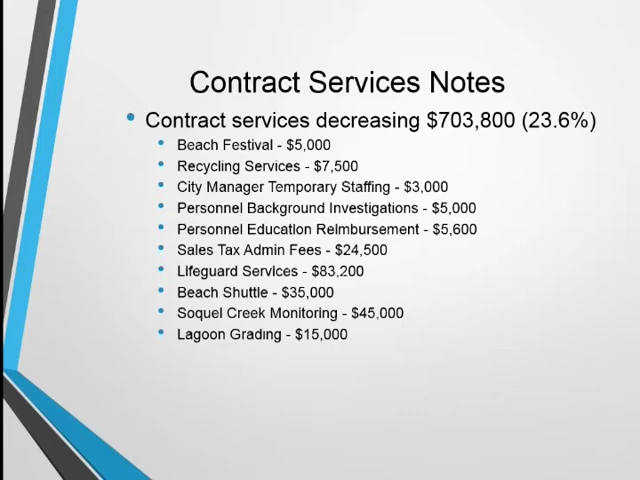 Contract Services Notes
• Contract services decreasing $703,800 (23.6%)
• Beach Festival - $5,000
• Recycling Services - $7,500
• City Manager Temporary Staffing - $3,000
• Personnel Background Investigations - $5,000
• Personnel Education Reimbursement - $5,600
• Sales Tax Admin Fees - $24,500
• Lifeguard Services - $83,200
• Beach Shuttle - $35,000
• Soquel Creek Monitoring - $45,000
• Lagoon Grading - $15,000